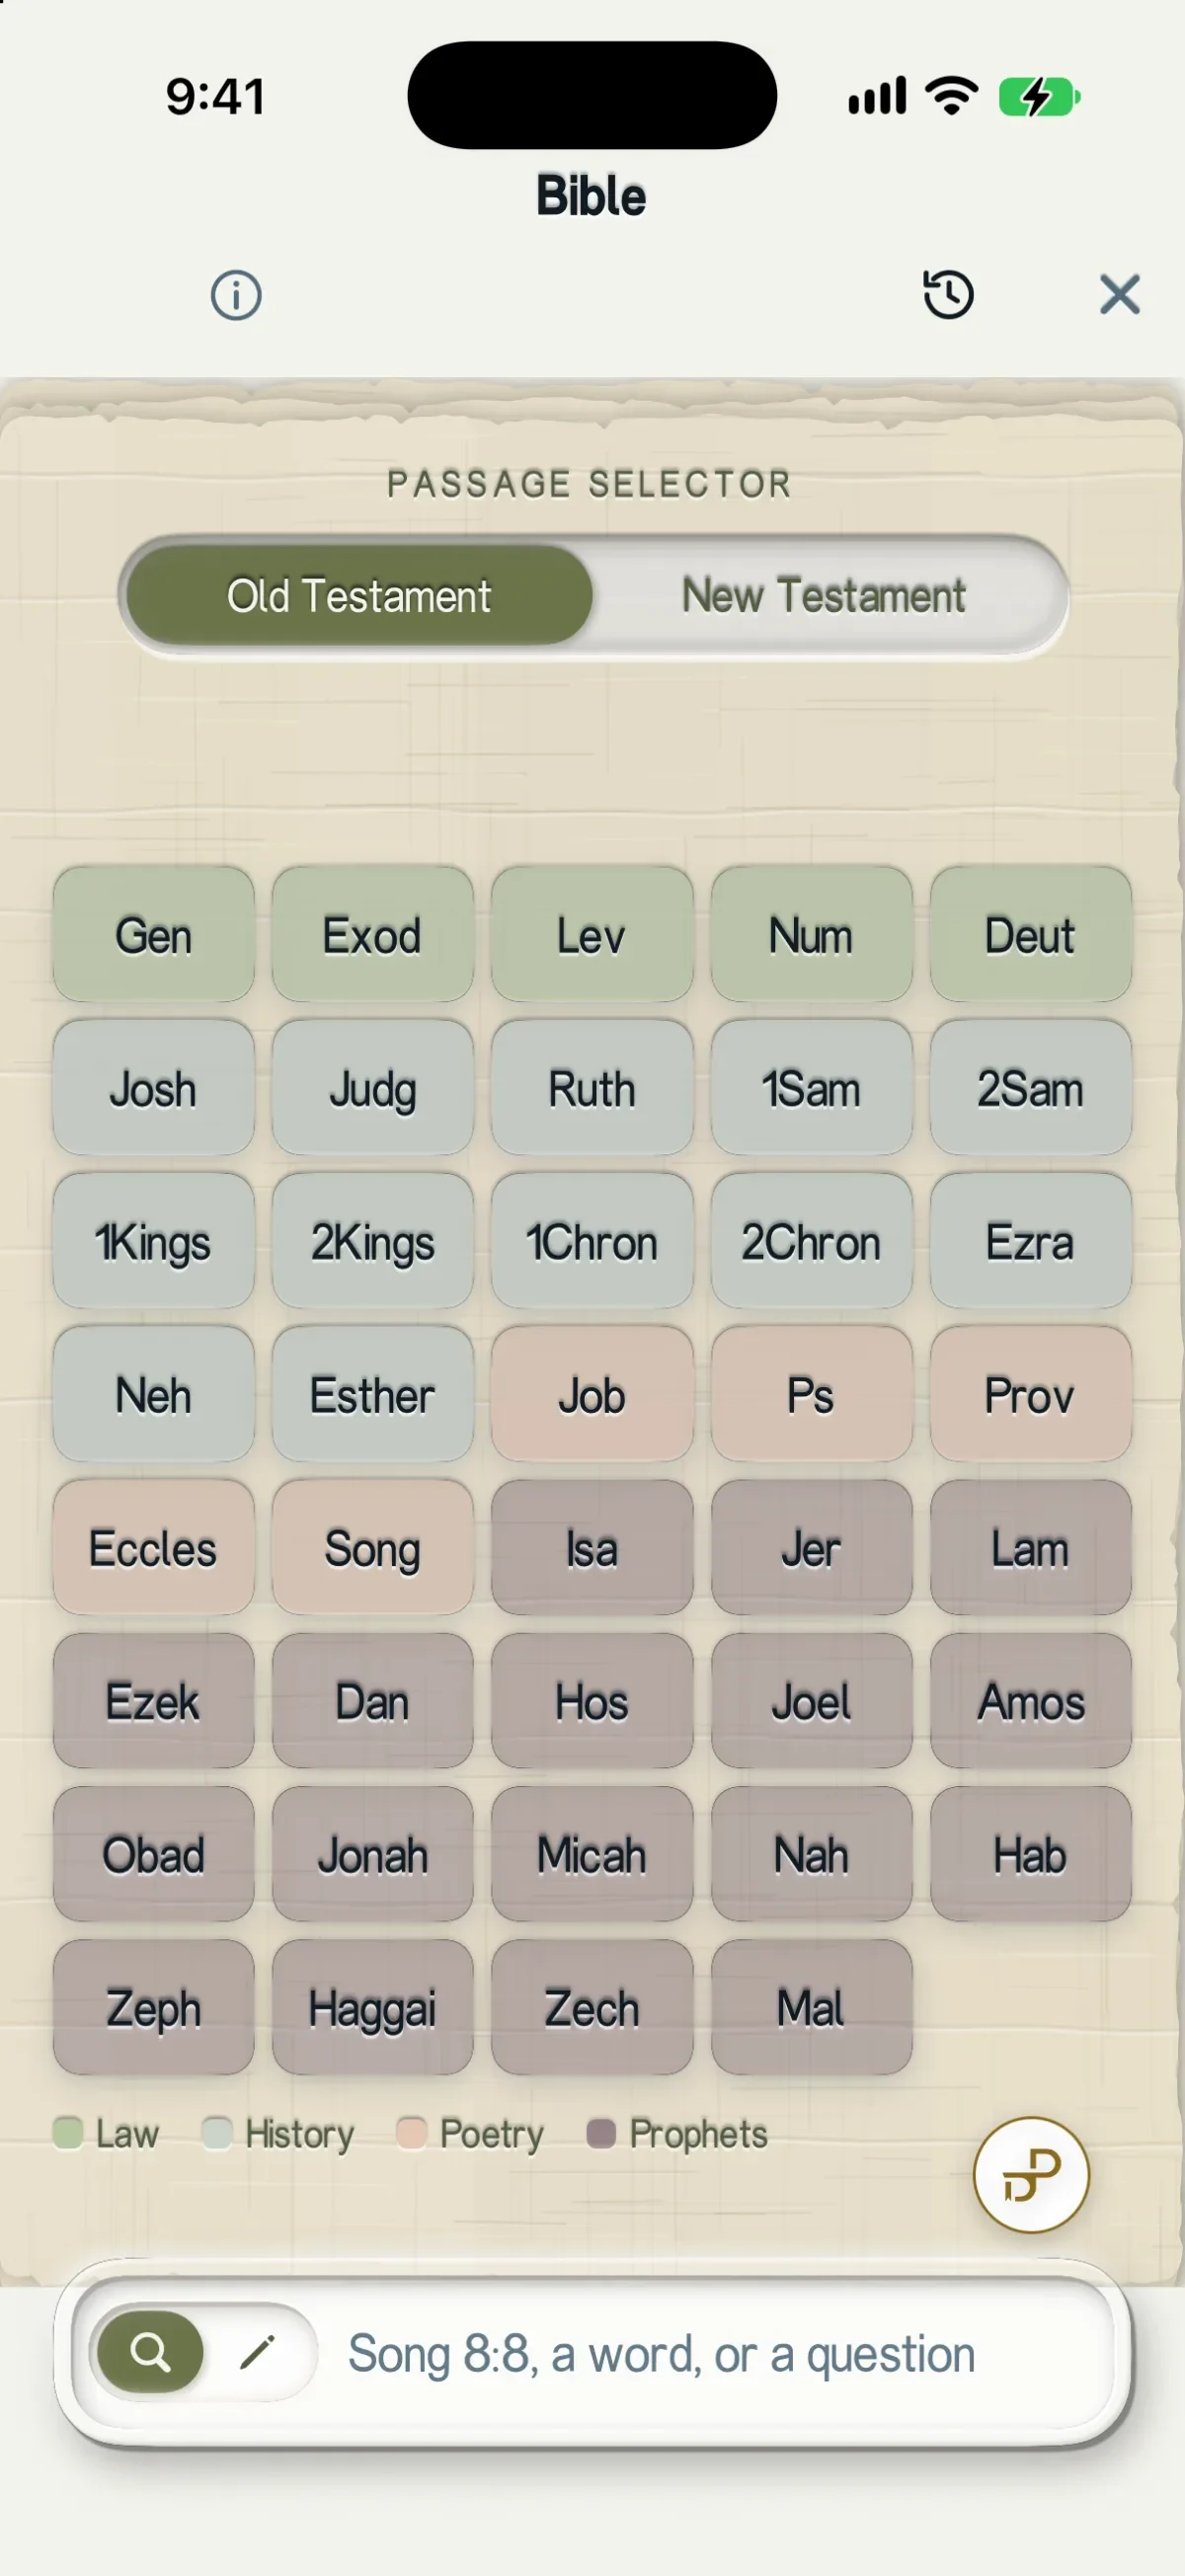 9:41
Bible
PASSAGE SELECTOR
Old Testament New Testament
Gen Exod Lev Num Deut
Josh Judg Ruth 1Sam 2Sam
1Kings 2Kings 1Chron 2Chron Ezra
Neh Esther Job Ps Prov
Eccles Song Isa Jer Lam
Ezek Dan Hos Joel Amos
Obad Jonah Micah Nah Hab
Zeph Haggai Zech Mal
Law History Poetry Prophets
Song 8:8, a word, or a question